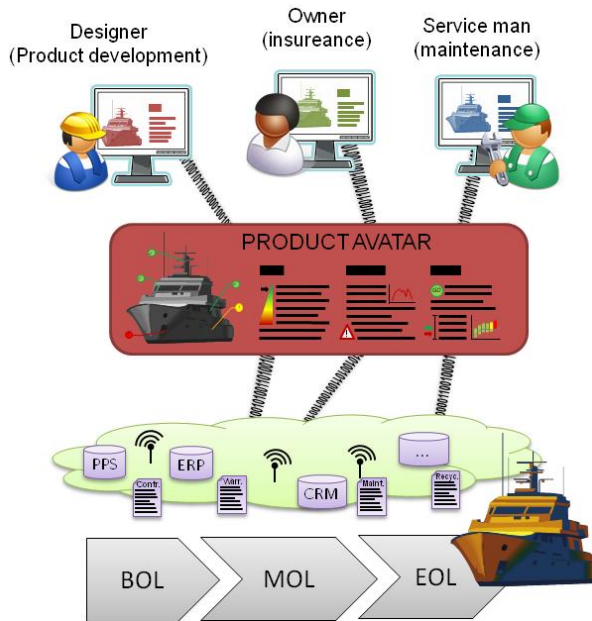 Designer
(Product development)
Owner
(insureance)
Service man
(maintenance)
PRODUCT AVATAR
PPS
ERP
CRM
...
Contr.
Warr.
Maint.
Recyc.
BOL
MOL
EOL